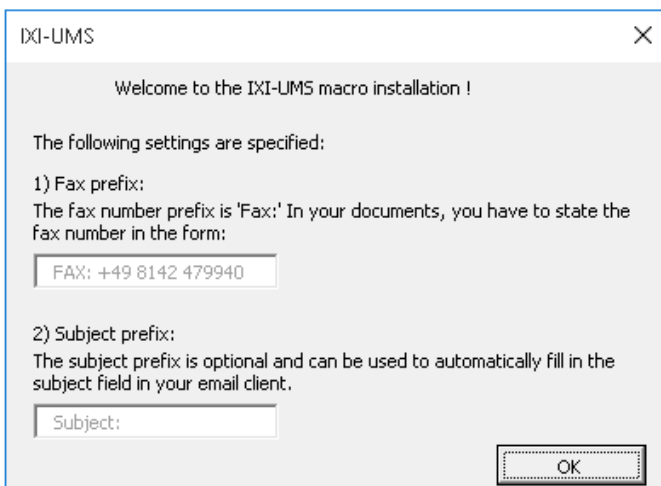 IXI-UMS
Welcome to the IXI-UMS macro installation !
The following settings are specified:
1) Fax prefix:
The fax number prefix is 'Fax:' In your documents, you have to state the
fax number in the form:
FAX: +49 8142 479940
2) Subject prefix:
The subject prefix is optional and can be used to automatically fill in the
subject field in your email client.
Subject:
OK